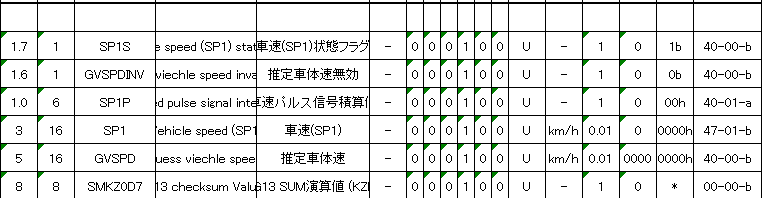 1.7 1 SP1S e speed (SP1) stat 車速(SP1)状態フラグ - 0 0 0 1 0 0 U - 1 0 1b 40-00-b
1.6 1 GVSPDINV viechle speed inva 推定車体速無効 - 0 0 0 1 0 0 U - 1 0 0b 40-00-b
1.0 6 SP1P ed pulse signal inte 車速パルス信号積算値 - 0 0 0 1 0 0 U - 1 0 00h 40-01-a
3 16 SP1 Vehicle speed (SP1 車速(SP1) - 0 0 0 1 0 0 U km/h 0.01 0 0000h 47-01-b
5 16 GVSPD uess viechle spee 推定車体速 - 0 0 0 1 0 0 U km/h 0.01 0000 0000h 40-00-b
8 8 SMKZ0D7 13 checksum Valu G13 SUM演算値 (KZ - 0 0 0 1 0 0 U - 1 0 * 00-00-b